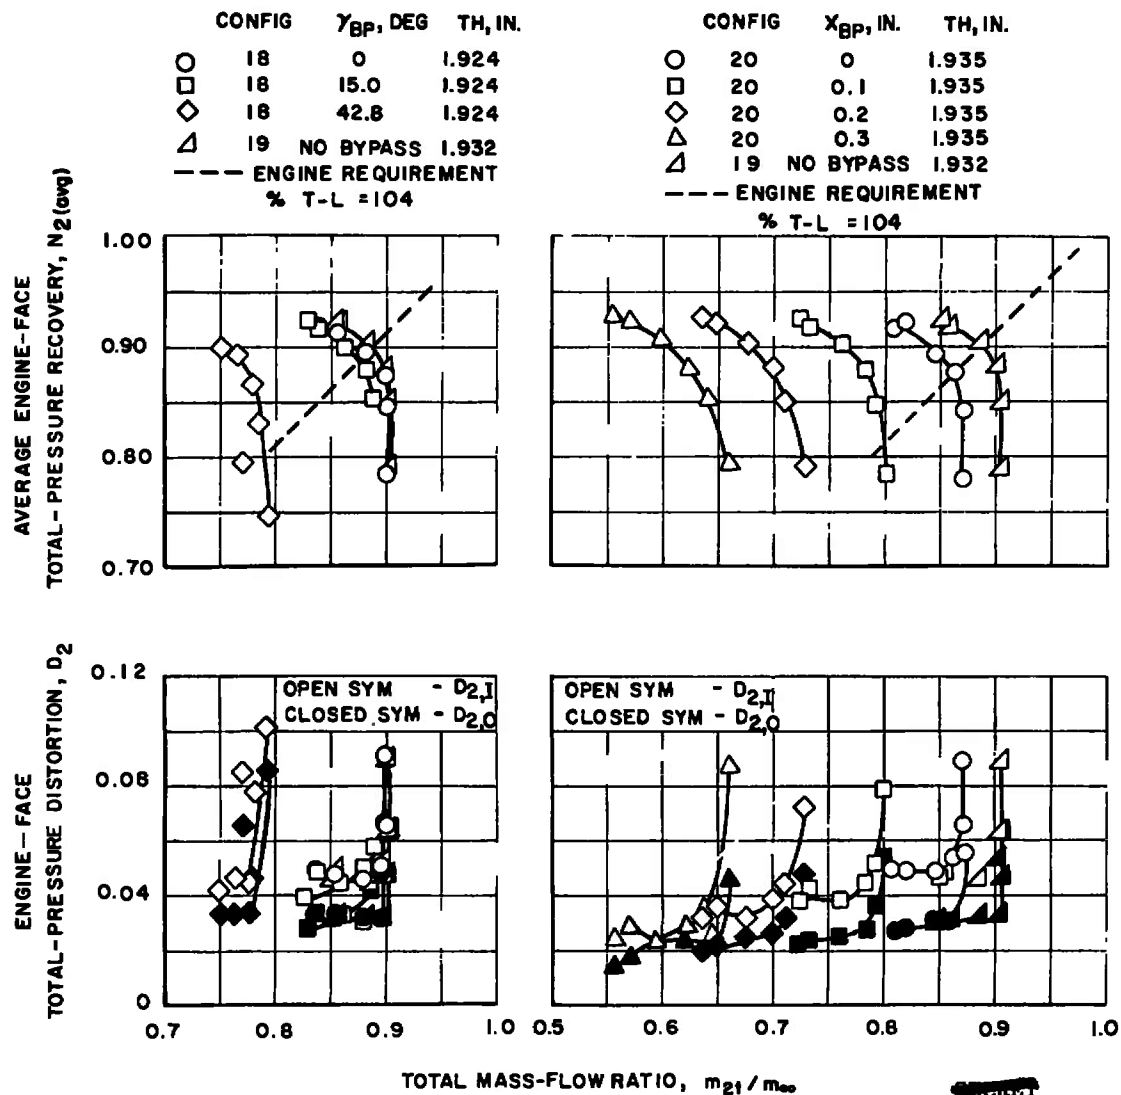 CONFIG γBP, DEG TH, IN.
18 0 1.924
18 15.0 1.924
18 42.8 1.924
19 NO BYPASS 1.932
ENGINE REQUIREMENT
% T-L = 104
CONFIG XBP, IN. TH, IN.
20 0 1.935
20 0.1 1.935
20 0.2 1.935
20 0.3 1.935
19 NO BYPASS 1.932
ENGINE REQUIREMENT
% T-L = 104
AVERAGE ENGINE-FACE
TOTAL-PRESSURE RECOVERY, N2(avg)
1.00
0.90
0.80
0.70
ENGINE-FACE
TOTAL-PRESSURE DISTORTION, D2
0.12
0.08
0.04
0
OPEN SYM - D2,I
CLOSED SYM - D2,O
OPEN SYM - D2,I
CLOSED SYM - D2,O
0.7 0.8 0.9 1.0
0.5 0.6 0.7 0.8 0.9 1.0
TOTAL MASS-FLOW RATIO, m2t/m∞